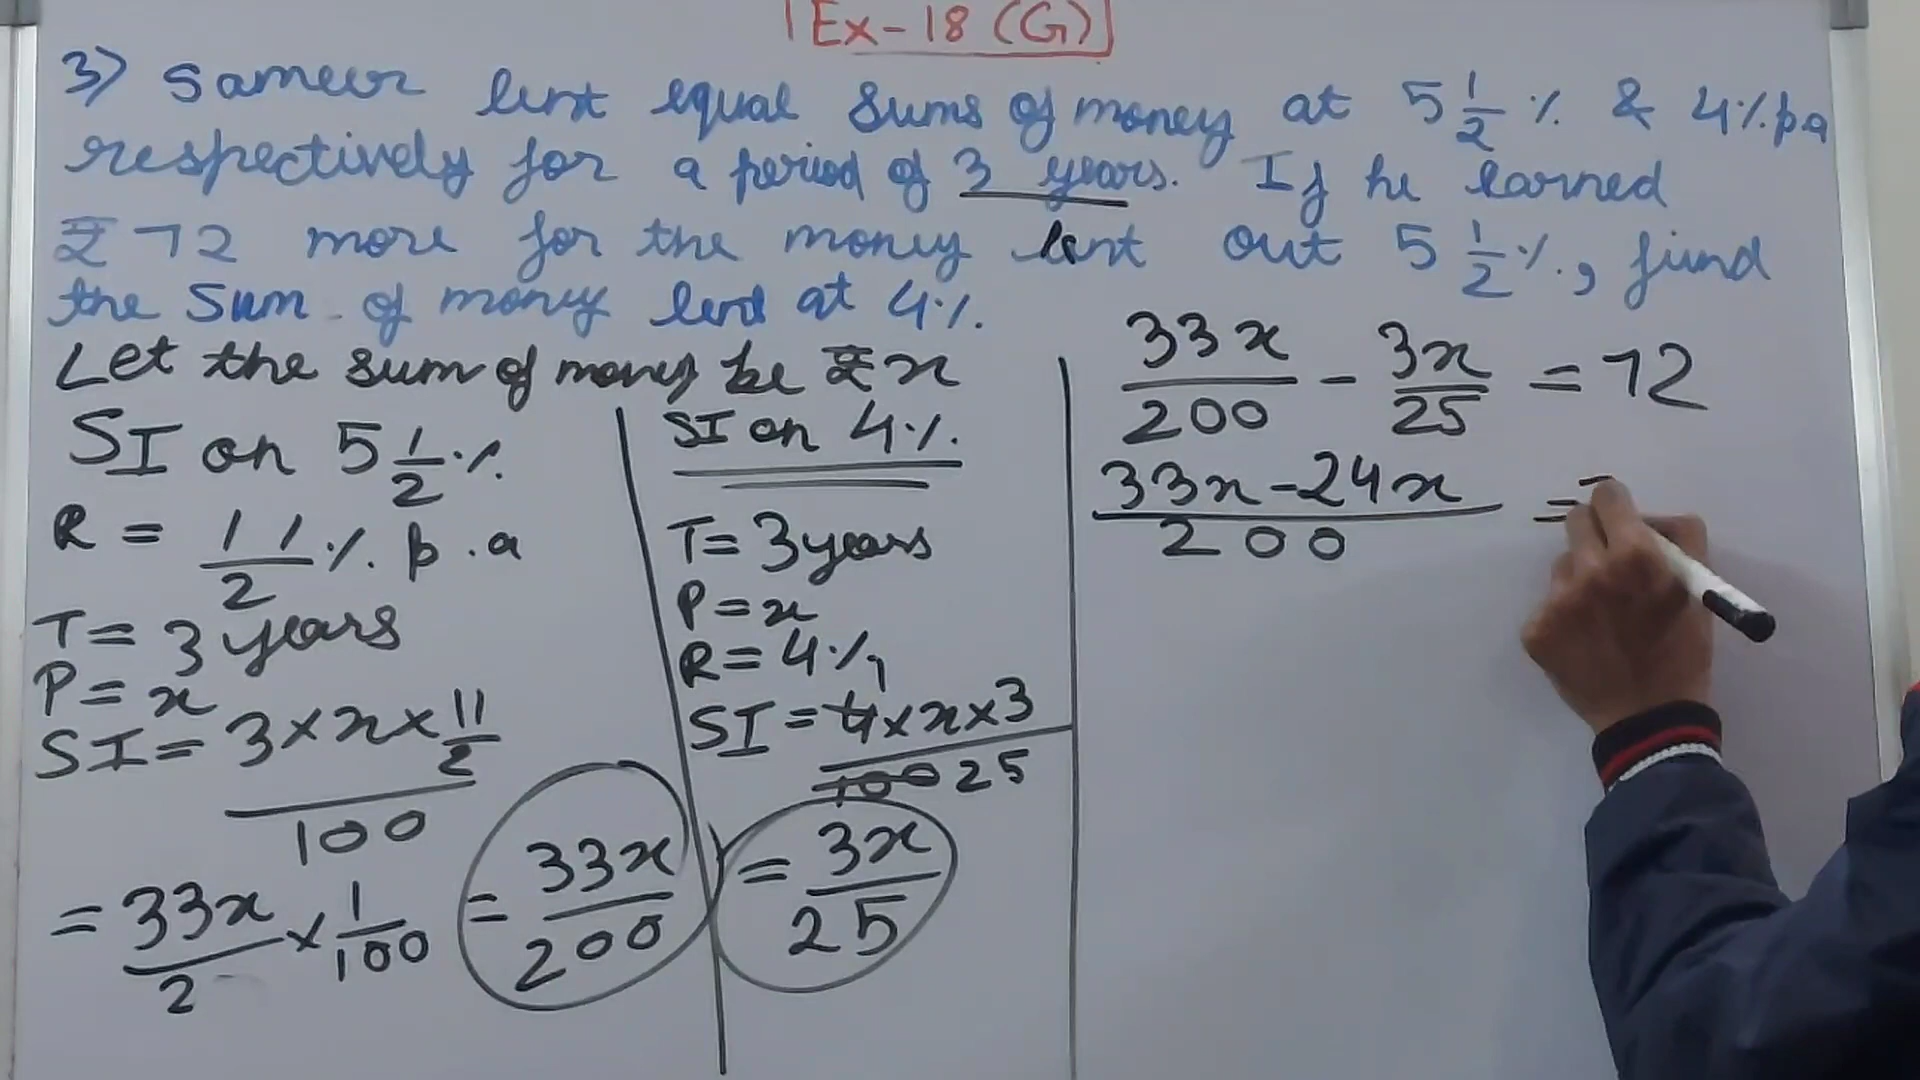 Ex-18 (G)
3) Sameer lent equal sums of money at 5 1/2 % & 4% p.a
respectively for a period of 3 years. If he earned
₹ 72 more for the money lent out 5 1/2 %, find
the sum of money lent at 4%.
Let the sum of money be ₹ x
SI on 5 1/2 %
R = 11/2 % p.a
T = 3 years
P = x
SI = 3 × x × 11/2 / 100
= 33x/2 × 1/100 = 33x/200
SI on 4%
T = 3 years
P = x
R = 4%
SI = 4 × x × 3 / 100 25
= 3x/25
33x/200 - 3x/25 = 72
33x - 24x / 200 =